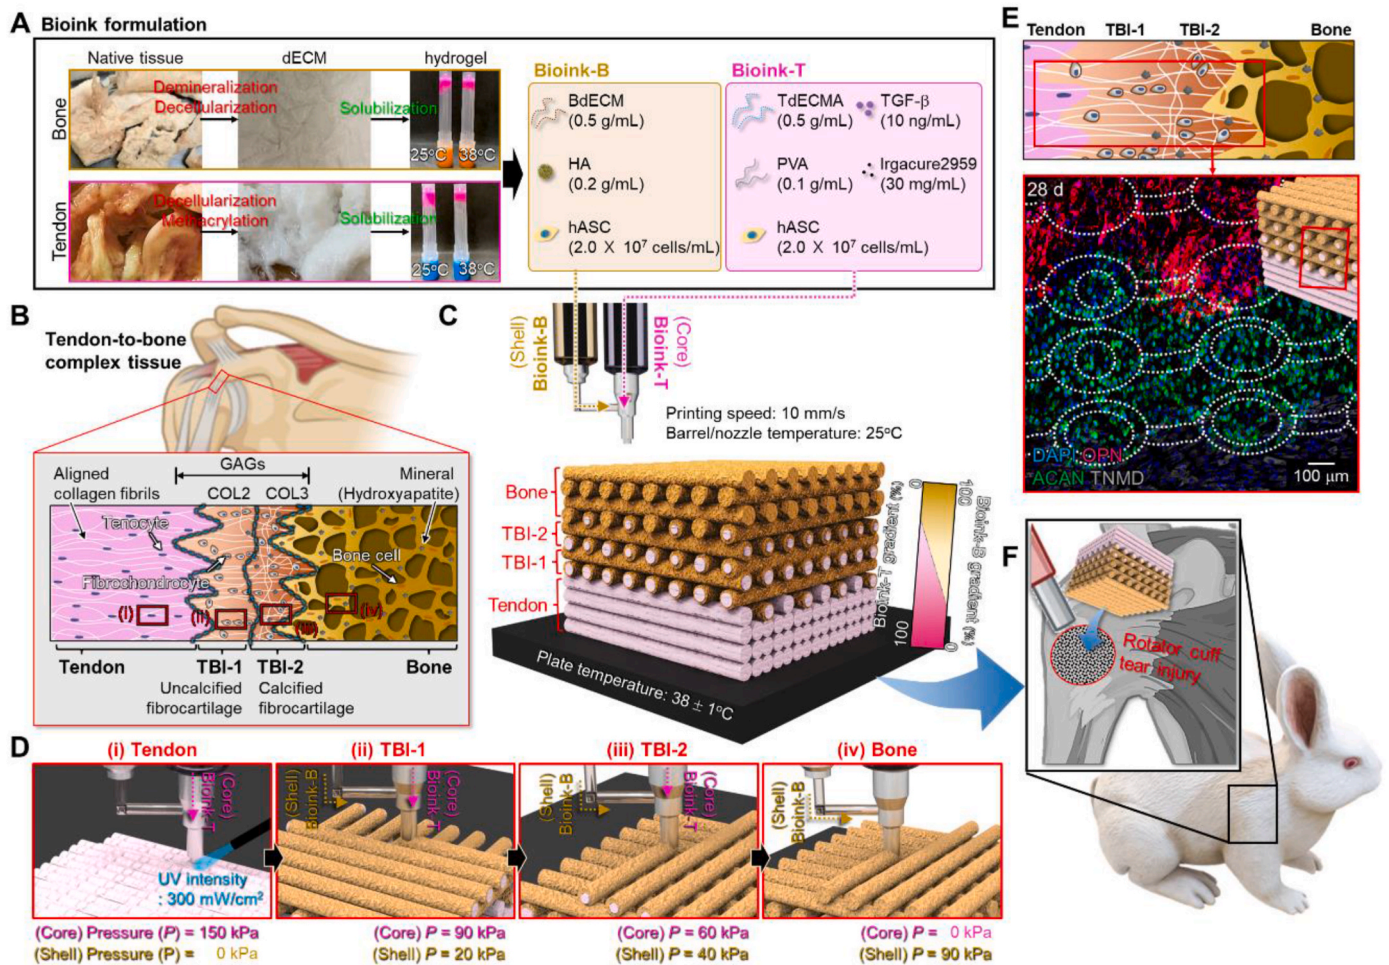 A
Bioink formulation
Native tissue
dECM
hydrogel
Bone
Demineralization
Decellularization
Solubilization
25°C 38°C
Tendon
Decellularization
Methacrylation
Solubilization
25°C 38°C
Bioink-B
BdECM
(0.5 g/mL)
HA
(0.2 g/mL)
hASC
(2.0 X 10⁷ cells/mL)
Bioink-T
TdECMA
(0.5 g/mL)
TGF-β
(10 ng/mL)
PVA
(0.1 g/mL)
Irgacure2959
(30 mg/mL)
hASC
(2.0 X 10⁷ cells/mL)
B
Tendon-to-bone
complex tissue
GAGs
Aligned
collagen fibrils
COL2
COL3
Mineral
(Hydroxyapatite)
Tenocyte
Fibrochondrocyte
Bone cell
(i)
(ii)
(iii)
(iv)
Tendon
TBI-1
TBI-2
Bone
Uncalcified
fibrocartilage
Calcified
fibrocartilage
C
(Shell)
Bioink-B
(Core)
Bioink-T
Printing speed: 10 mm/s
Barrel/nozzle temperature: 25°C
Bone
TBI-2
TBI-1
Tendon
Plate temperature: 38 ± 1°C
0
100
Bioink-T gradient (%)
Bioink-B gradient (%)
100
0
D
(i) Tendon
(Core)
Bioink-T
UV intensity
: 300 mW/cm²
(Core) Pressure (P) = 150 kPa
(Shell) Pressure (P) = 0 kPa
(ii) TBI-1
(Shell)
Bioink-B
(Core)
Bioink-T
(Core) P = 90 kPa
(Shell) P = 20 kPa
(iii) TBI-2
(Shell)
Bioink-B
(Core)
Bioink-T
(Core) P = 60 kPa
(Shell) P = 40 kPa
(iv) Bone
(Shell)
Bioink-B
(Core) P = 0 kPa
(Shell) P = 90 kPa
E
Tendon
TBI-1
TBI-2
Bone
28 d
DAPI OPN
ACAN TNMD
100 μm
F
Rotator cuff
tear injury